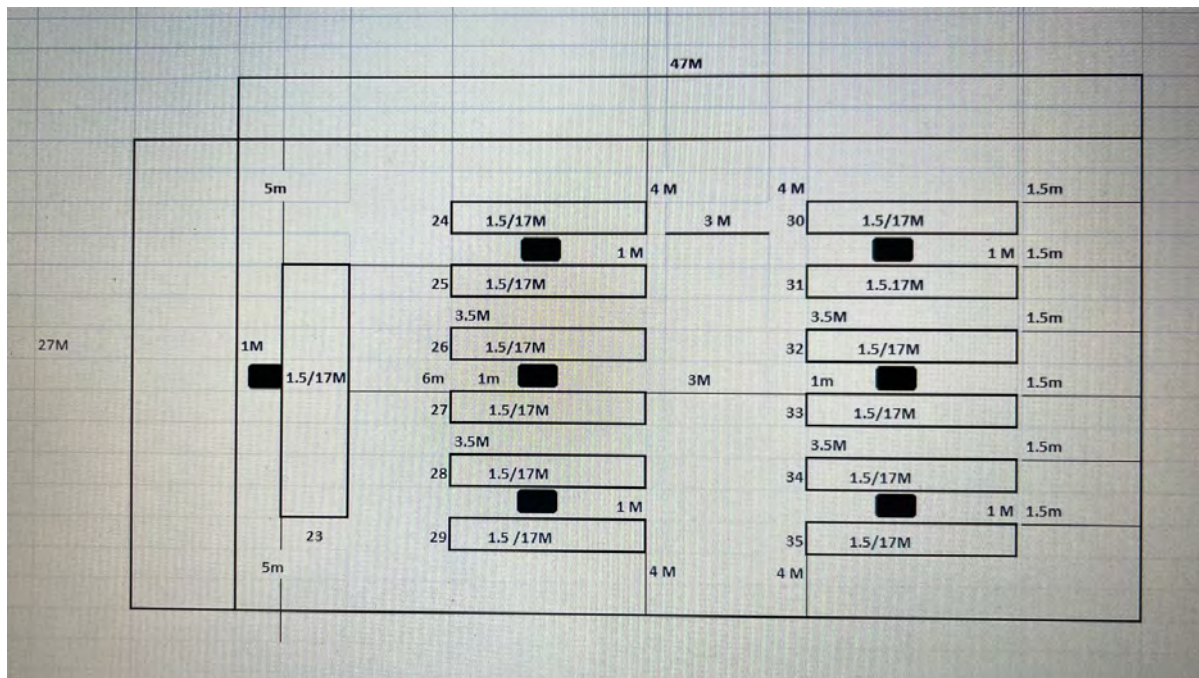 47M
5m 4 M 4 M 1.5m
24 1.5/17M 3 M 30 1.5/17M
1 M 1 M 1.5m
25 1.5/17M 31 1.5.17M
3.5M 3.5M 1.5m
27M 1M 26 1.5/17M 32 1.5/17M
1.5/17M 6m 1m 3M 1m 1.5m
27 1.5/17M 33 1.5/17M
3.5M 3.5M 1.5m
28 1.5/17M 34 1.5/17M
1 M 1 M 1.5m
23 29 1.5 /17M 35 1.5/17M
5m 4 M 4 M